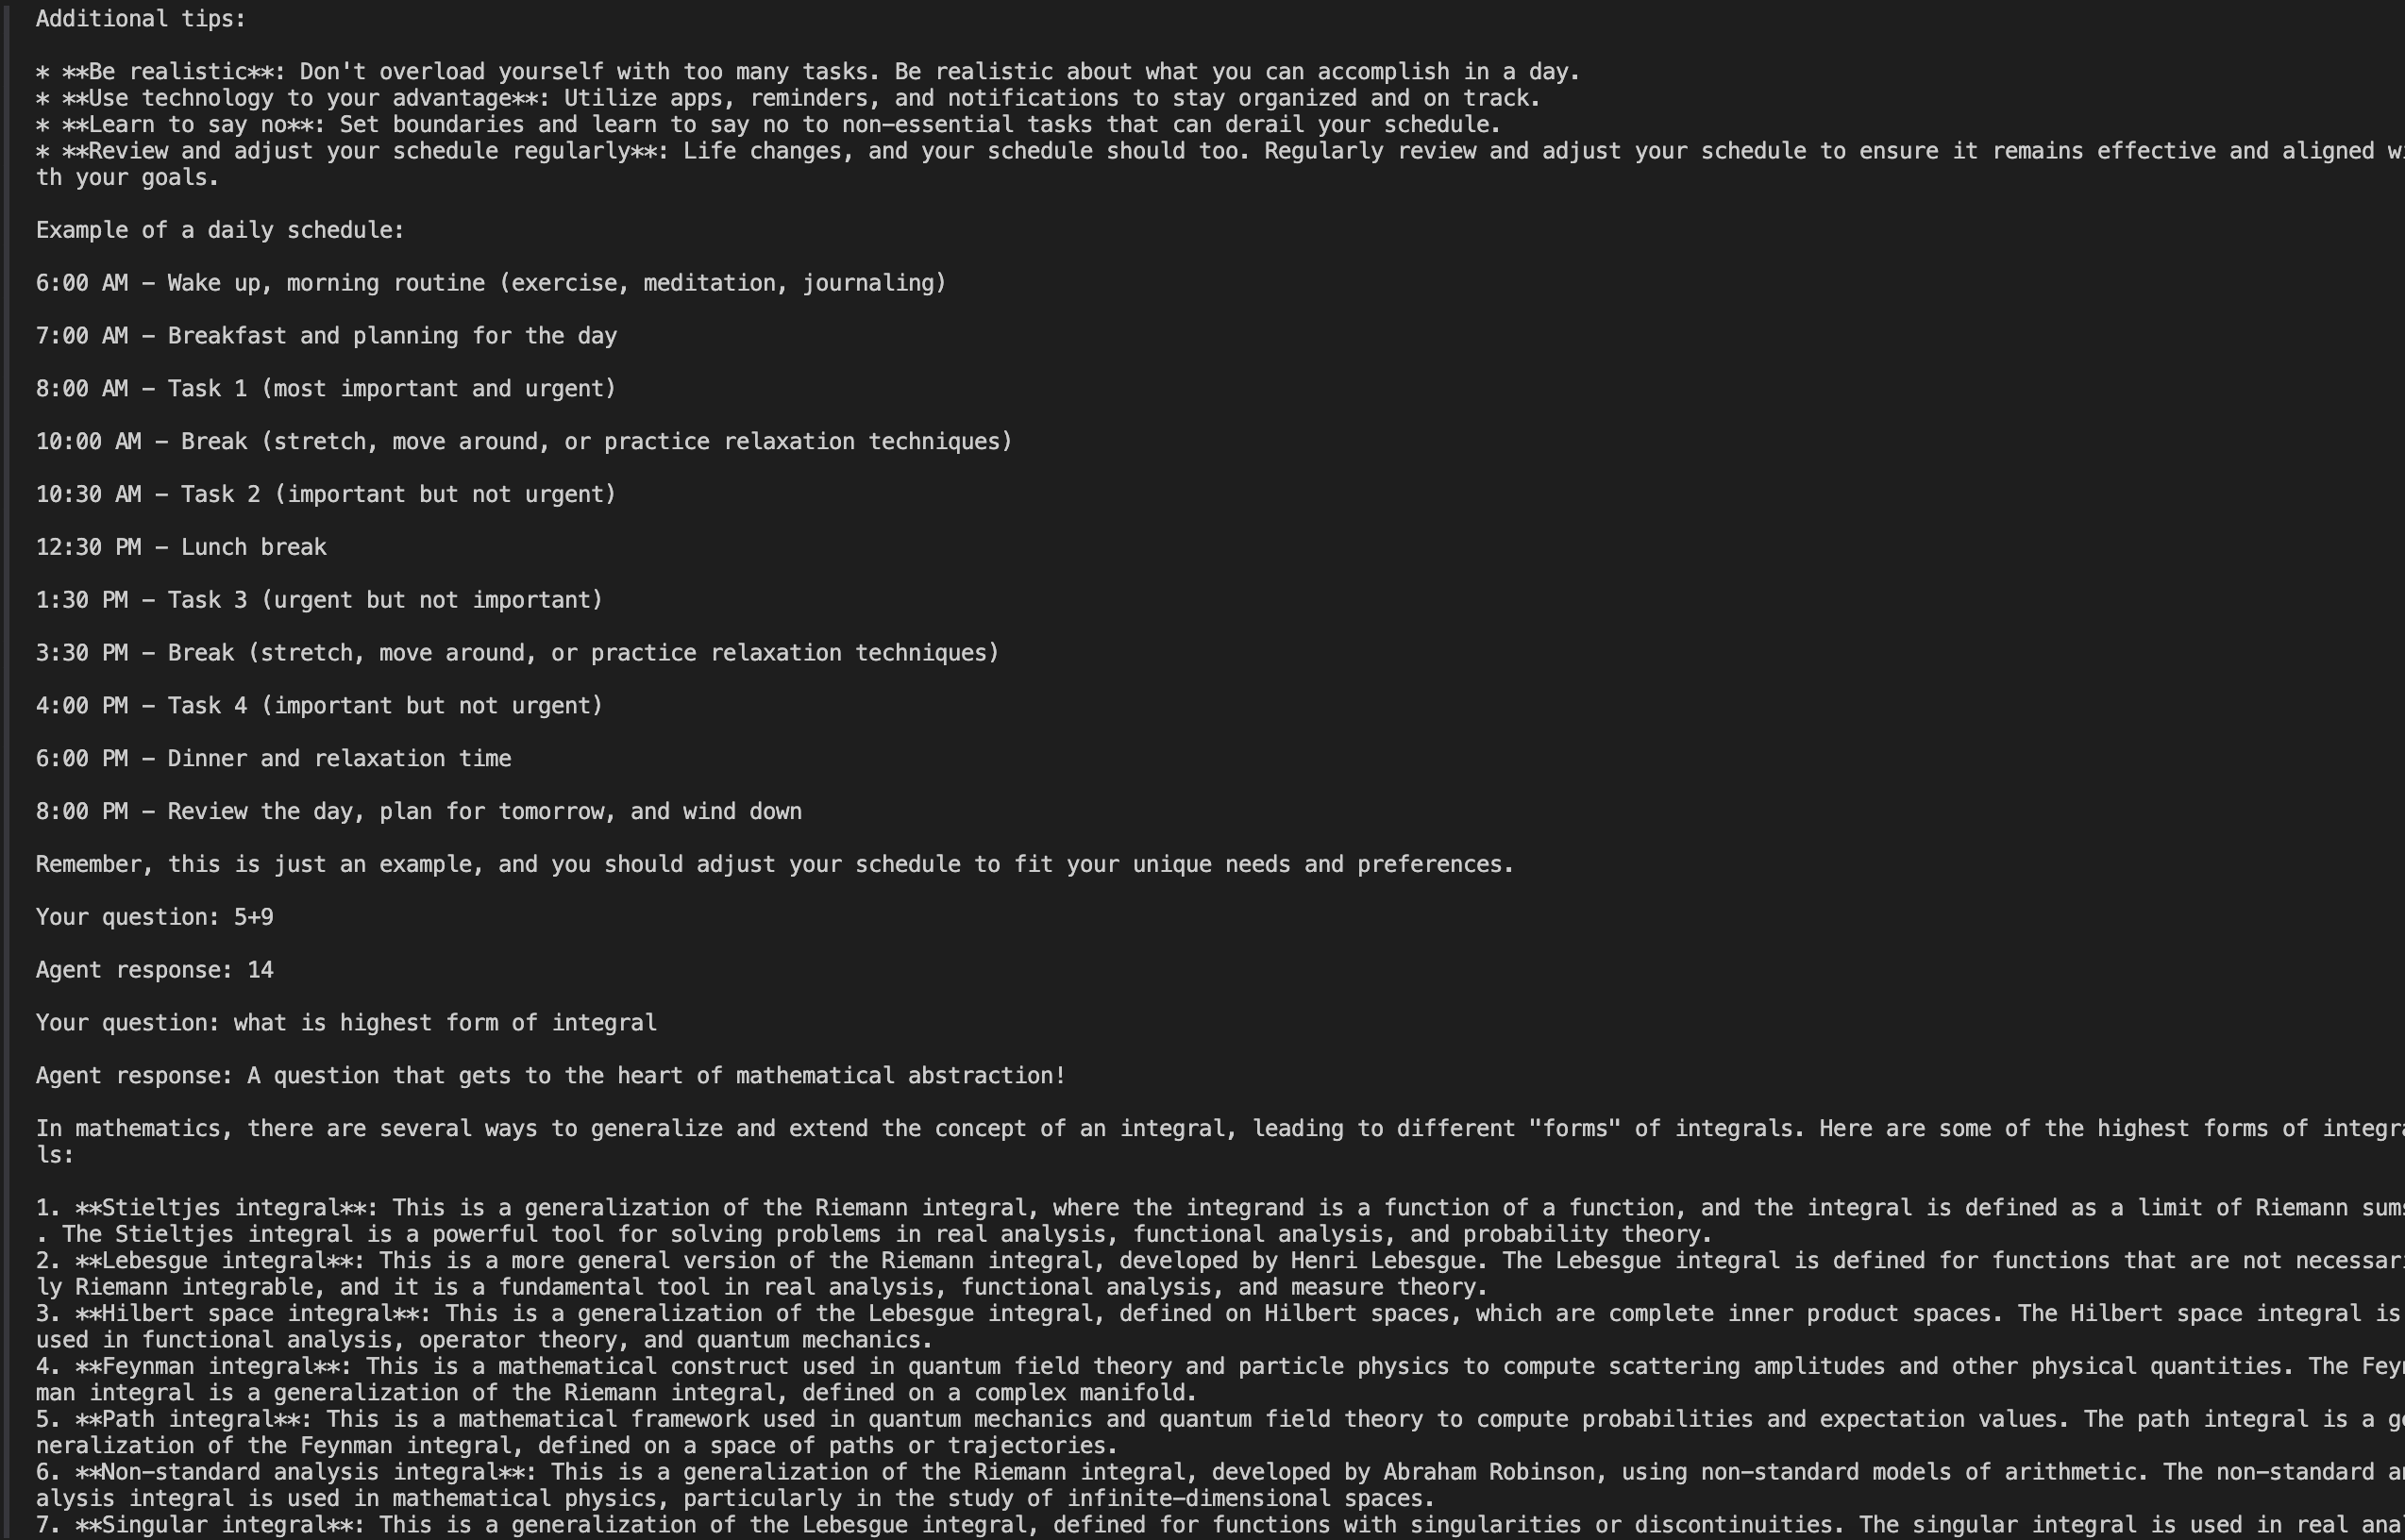 Additional tips:
* **Be realistic**: Don't overload yourself with too many tasks. Be realistic about what you can accomplish in a day.
* **Use technology to your advantage**: Utilize apps, reminders, and notifications to stay organized and on track.
* **Learn to say no**: Set boundaries and learn to say no to non-essential tasks that can derail your schedule.
* **Review and adjust your schedule regularly**: Life changes, and your schedule should too. Regularly review and adjust your schedule to ensure it remains effective and aligned wi
th your goals.
Example of a daily schedule:
6:00 AM – Wake up, morning routine (exercise, meditation, journaling)
7:00 AM – Breakfast and planning for the day
8:00 AM – Task 1 (most important and urgent)
10:00 AM – Break (stretch, move around, or practice relaxation techniques)
10:30 AM – Task 2 (important but not urgent)
12:30 PM – Lunch break
1:30 PM – Task 3 (urgent but not important)
3:30 PM – Break (stretch, move around, or practice relaxation techniques)
4:00 PM – Task 4 (important but not urgent)
6:00 PM – Dinner and relaxation time
8:00 PM – Review the day, plan for tomorrow, and wind down
Remember, this is just an example, and you should adjust your schedule to fit your unique needs and preferences.
Your question: 5+9
Agent response: 14
Your question: what is highest form of integral
Agent response: A question that gets to the heart of mathematical abstraction!
In mathematics, there are several ways to generalize and extend the concept of an integral, leading to different "forms" of integrals. Here are some of the highest forms of integra
ls:
1. **Stieltjes integral**: This is a generalization of the Riemann integral, where the integrand is a function of a function, and the integral is defined as a limit of Riemann sums
. The Stieltjes integral is a powerful tool for solving problems in real analysis, functional analysis, and probability theory.
2. **Lebesgue integral**: This is a more general version of the Riemann integral, developed by Henri Lebesgue. The Lebesgue integral is defined for functions that are not necessari
ly Riemann integrable, and it is a fundamental tool in real analysis, functional analysis, and measure theory.
3. **Hilbert space integral**: This is a generalization of the Lebesgue integral, defined on Hilbert spaces, which are complete inner product spaces. The Hilbert space integral is
used in functional analysis, operator theory, and quantum mechanics.
4. **Feynman integral**: This is a mathematical construct used in quantum field theory and particle physics to compute scattering amplitudes and other physical quantities. The Feyn
man integral is a generalization of the Riemann integral, defined on a complex manifold.
5. **Path integral**: This is a mathematical framework used in quantum mechanics and quantum field theory to compute probabilities and expectation values. The path integral is a ge
neralization of the Feynman integral, defined on a space of paths or trajectories.
6. **Non-standard analysis integral**: This is a generalization of the Riemann integral, developed by Abraham Robinson, using non-standard models of arithmetic. The non-standard an
alysis integral is used in mathematical physics, particularly in the study of infinite-dimensional spaces.
7. **Singular integral**: This is a generalization of the Lebesgue integral, defined for functions with singularities or discontinuities. The singular integral is used in real ana